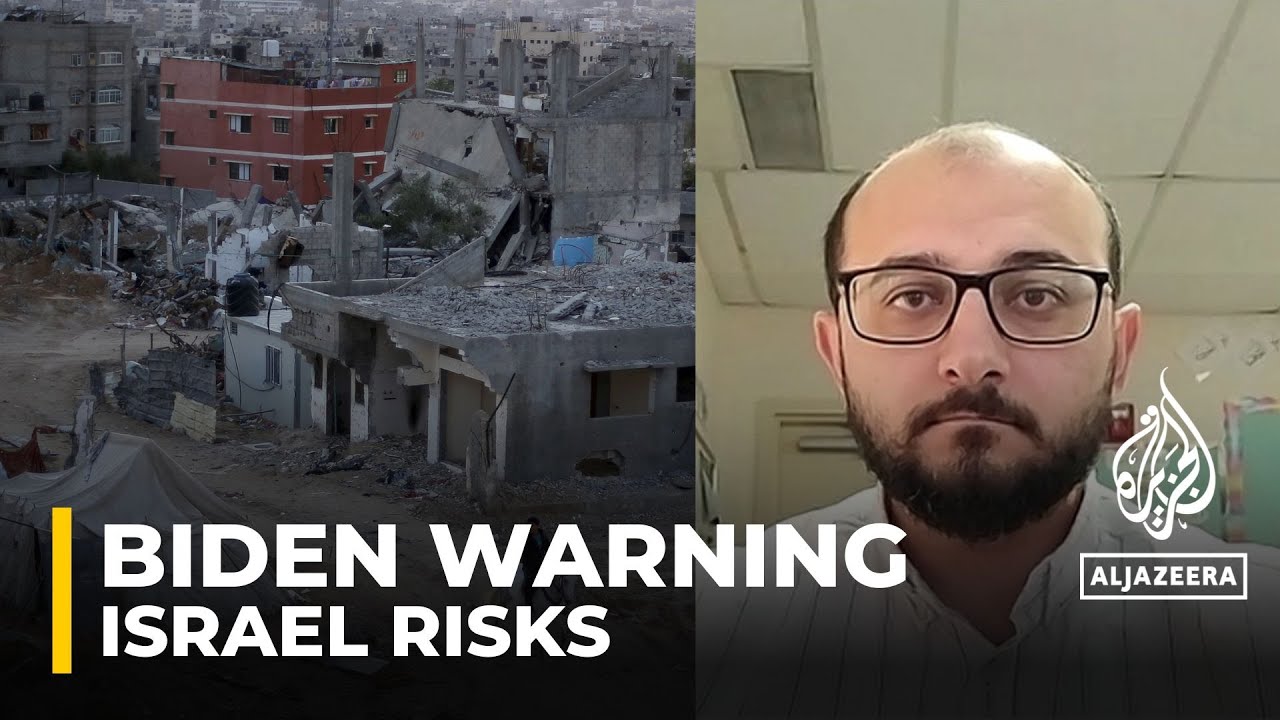 BIDEN WARNING
ISRAEL RISKS
الجزيرة
ALJAZEERA